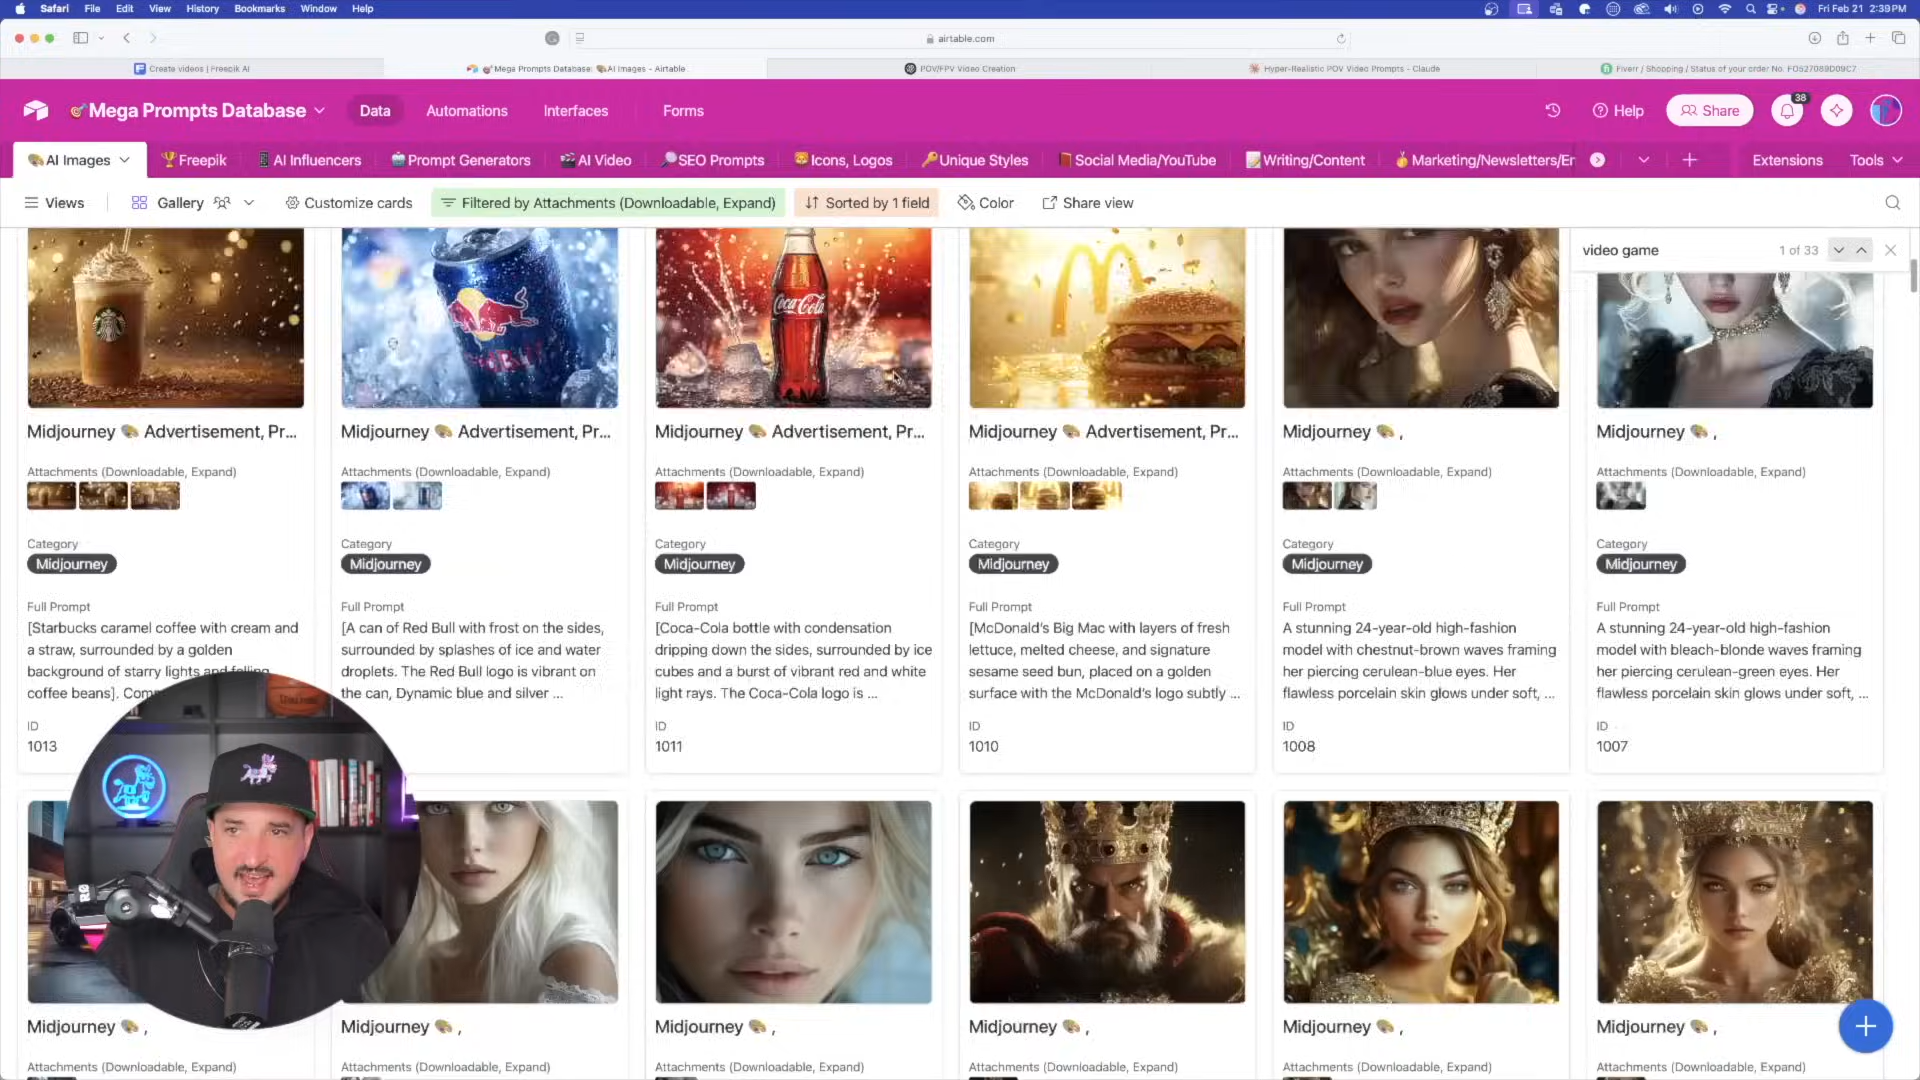 Safari File Edit View History Bookmarks Window Help Fri Feb 21 2:39 PM
airtable.com
Create videos | Freepik AI
Mega Prompts Database: AI Images - Airtable
POV/FPV Video Creation
Hyper-Realistic POV Video Prompts - Claude
Fiverr / Shopping / Status of your order No. FO527089D09C7
Mega Prompts Database Data Automations Interfaces Forms Help Share 38
AI Images Freepik AI Influencers Prompt Generators AI Video SEO Prompts Icons, Logos Unique Styles Social Media/YouTube Writing/Content Marketing/Newsletters/Er Extensions Tools
Views Gallery Customize cards Filtered by Attachments (Downloadable, Expand) Sorted by 1 field Color Share view
video game 1 of 33
Coca-Cola
Midjourney Advertisement, Pr...
Attachments (Downloadable, Expand)
Category
Midjourney
Full Prompt
[Starbucks caramel coffee with cream and
a straw, surrounded by a golden
background of starry lights and falling
coffee beans]. Com
ID
1013
Midjourney Advertisement, Pr...
Attachments (Downloadable, Expand)
Category
Midjourney
Full Prompt
[A can of Red Bull with frost on the sides,
surrounded by splashes of ice and water
droplets. The Red Bull logo is vibrant on
the can, Dynamic blue and silver ...
Midjourney Advertisement, Pr...
Attachments (Downloadable, Expand)
Category
Midjourney
Full Prompt
[Coca-Cola bottle with condensation
dripping down the sides, surrounded by ice
cubes and a burst of vibrant red and white
light rays. The Coca-Cola logo is ...
ID
1011
Midjourney Advertisement, Pr...
Attachments (Downloadable, Expand)
Category
Midjourney
Full Prompt
[McDonald's Big Mac with layers of fresh
lettuce, melted cheese, and signature
sesame seed bun, placed on a golden
surface with the McDonald's logo subtly ...
ID
1010
Midjourney ,
Attachments (Downloadable, Expand)
Category
Midjourney
Full Prompt
A stunning 24-year-old high-fashion
model with chestnut-brown waves framing
her piercing cerulean-blue eyes. Her
flawless porcelain skin glows under soft, ...
ID
1008
Midjourney ,
Attachments (Downloadable, Expand)
Category
Midjourney
Full Prompt
A stunning 24-year-old high-fashion
model with bleach-blonde waves framing
her piercing cerulean-green eyes. Her
flawless porcelain skin glows under soft, ...
ID
1007
Midjourney ,
Attachments (Downloadable, Expand)
Midjourney ,
Attachments (Downloadable, Expand)
Midjourney ,
Attachments (Downloadable, Expand)
Midjourney ,
Attachments (Downloadable, Expand)
Midjourney ,
Attachments (Downloadable, Expand)
Midjourney ,
Attachments (Downloadable, Expand)